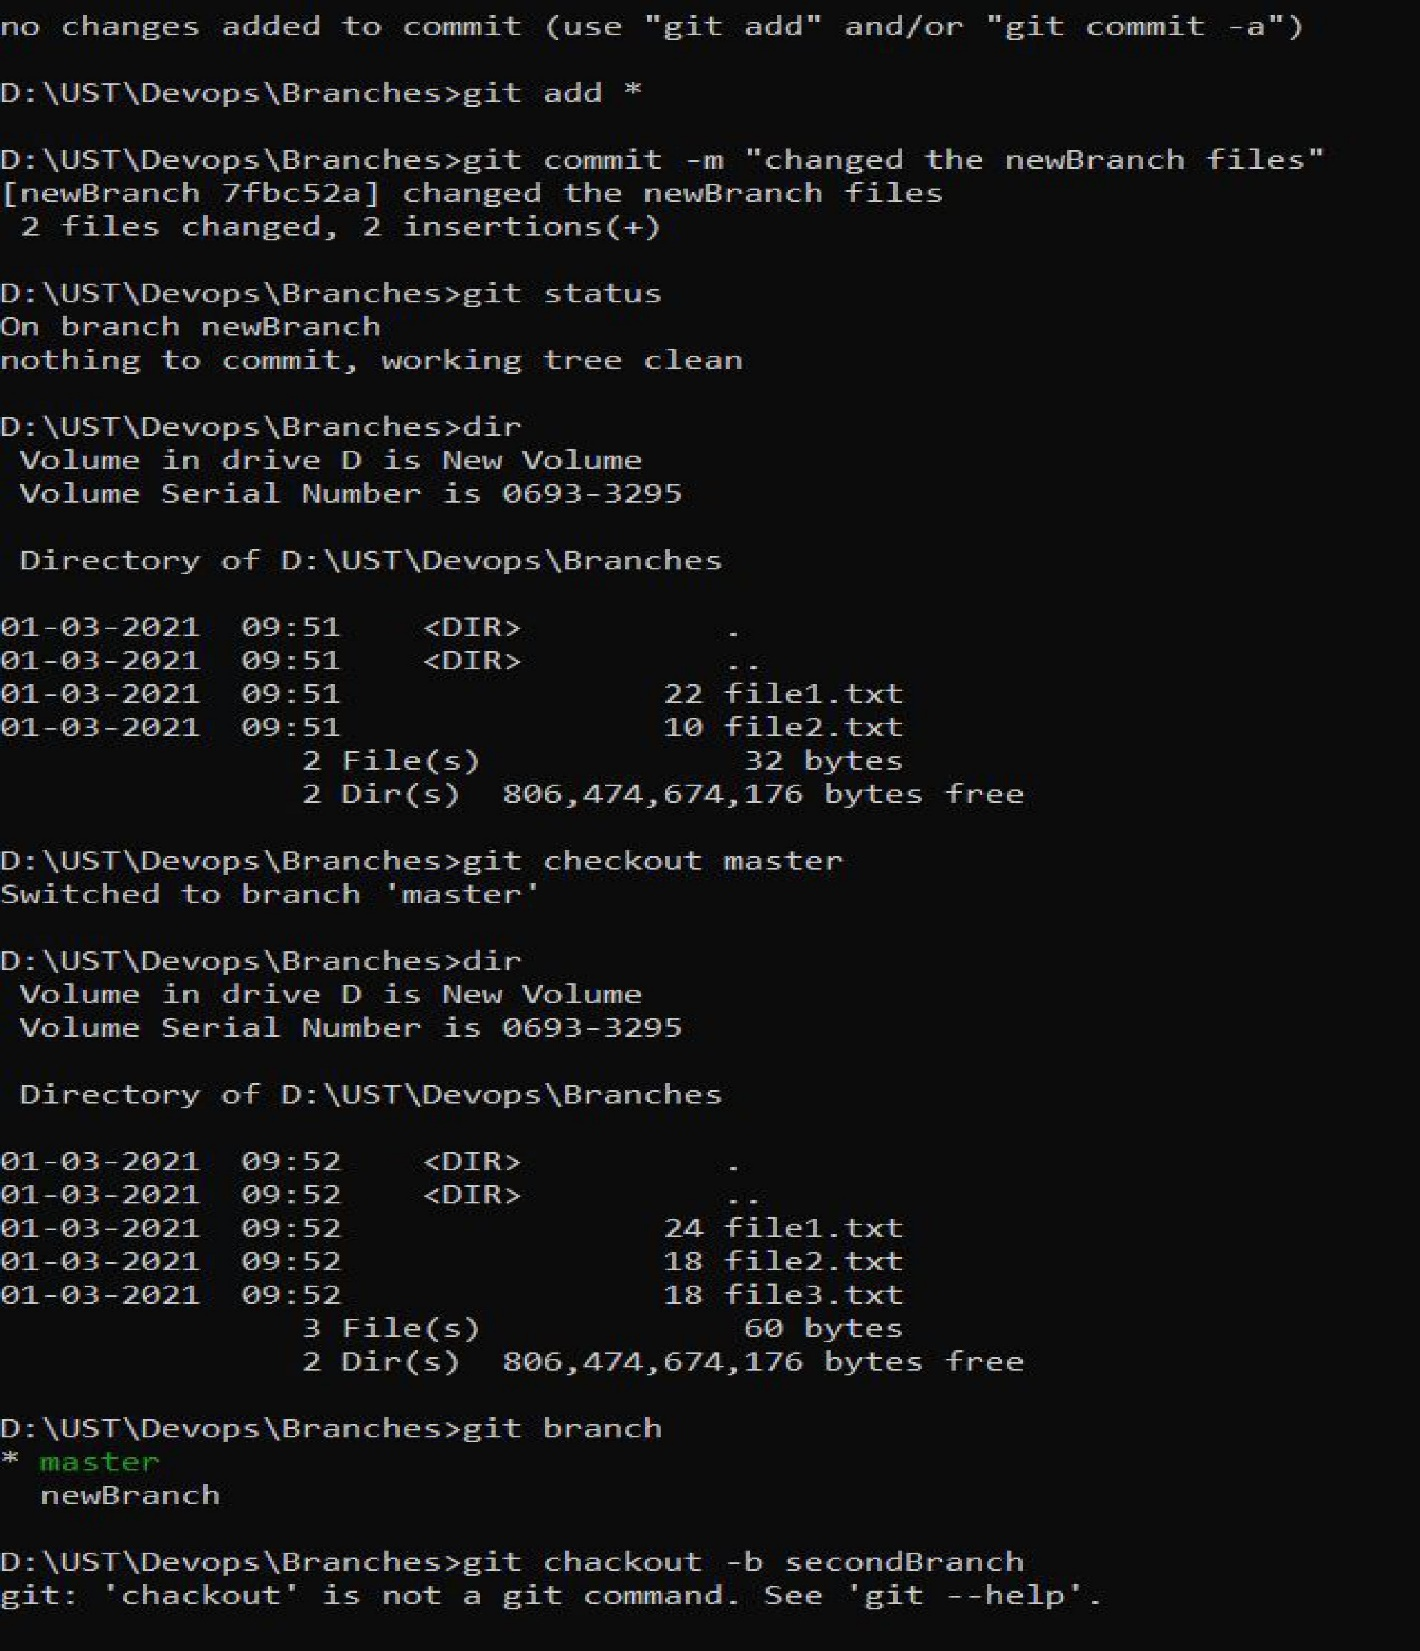 no changes added to commit (use "git add" and/or "git commit -a")
D:\UST\Devops\Branches>git add *
D:\UST\Devops\Branches>git commit -m "changed the newBranch files"
[newBranch 7fbc52a] changed the newBranch files
 2 files changed, 2 insertions(+)
D:\UST\Devops\Branches>git status
On branch newBranch
nothing to commit, working tree clean
D:\UST\Devops\Branches>dir
 Volume in drive D is New Volume
 Volume Serial Number is 0693-3295
 Directory of D:\UST\Devops\Branches
01-03-2021  09:51    <DIR>          .
01-03-2021  09:51    <DIR>          ..
01-03-2021  09:51                22 file1.txt
01-03-2021  09:51                10 file2.txt
               2 File(s)             32 bytes
               2 Dir(s)  806,474,674,176 bytes free
D:\UST\Devops\Branches>git checkout master
Switched to branch 'master'
D:\UST\Devops\Branches>dir
 Volume in drive D is New Volume
 Volume Serial Number is 0693-3295
 Directory of D:\UST\Devops\Branches
01-03-2021  09:52    <DIR>          .
01-03-2021  09:52    <DIR>          ..
01-03-2021  09:52                24 file1.txt
01-03-2021  09:52                18 file2.txt
01-03-2021  09:52                18 file3.txt
               3 File(s)             60 bytes
               2 Dir(s)  806,474,674,176 bytes free
D:\UST\Devops\Branches>git branch
* master
  newBranch
D:\UST\Devops\Branches>git chackout -b secondBranch
git: 'chackout' is not a git command. See 'git --help'.